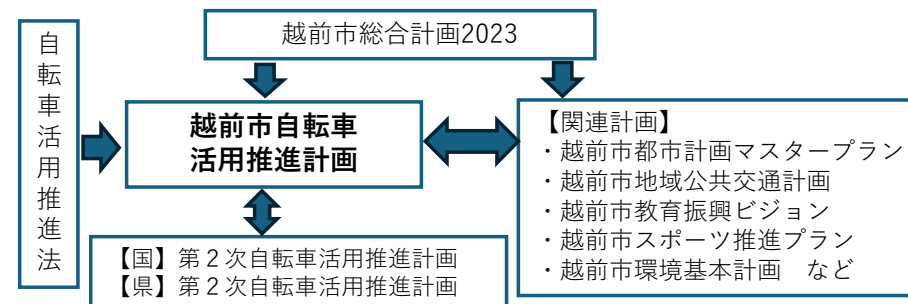 越前市総合計画2023
自転車活用推進法
越前市自転車
活用推進計画
【関連計画】
・越前市都市計画マスタープラン
・越前市地域公共交通計画
・越前市教育振興ビジョン
・越前市スポーツ推進プラン
・越前市環境基本計画　など
【国】第２次自転車活用推進計画
【県】第２次自転車活用推進計画